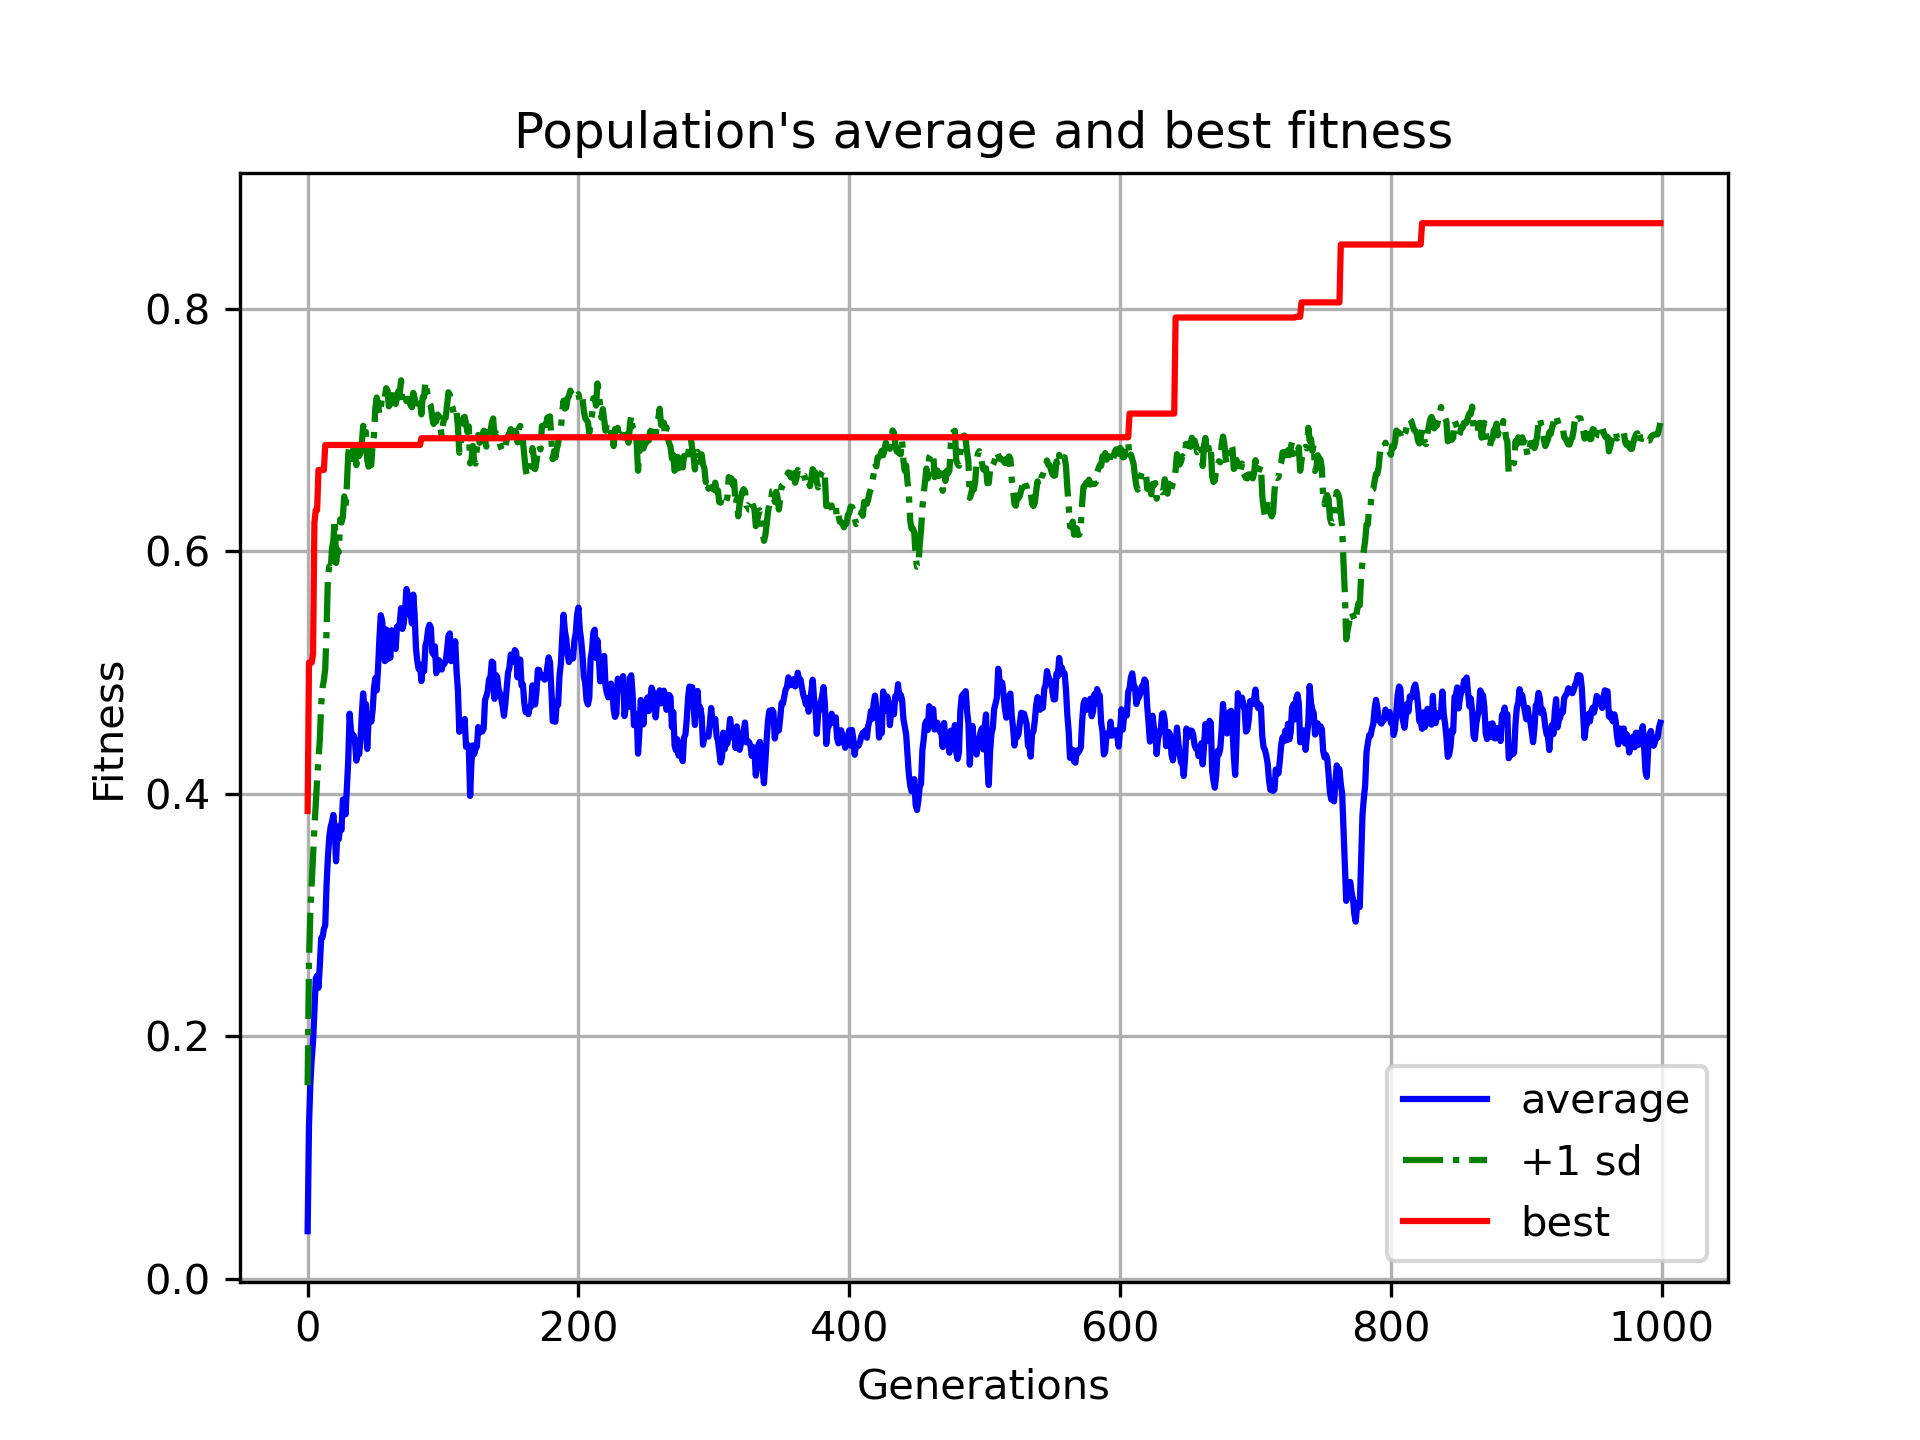 Population's average and best fitness
Fitness
0.8
0.6
0.4
0.2
0.0
0 200 400 600 800 1000
Generations
average
+1 sd
best